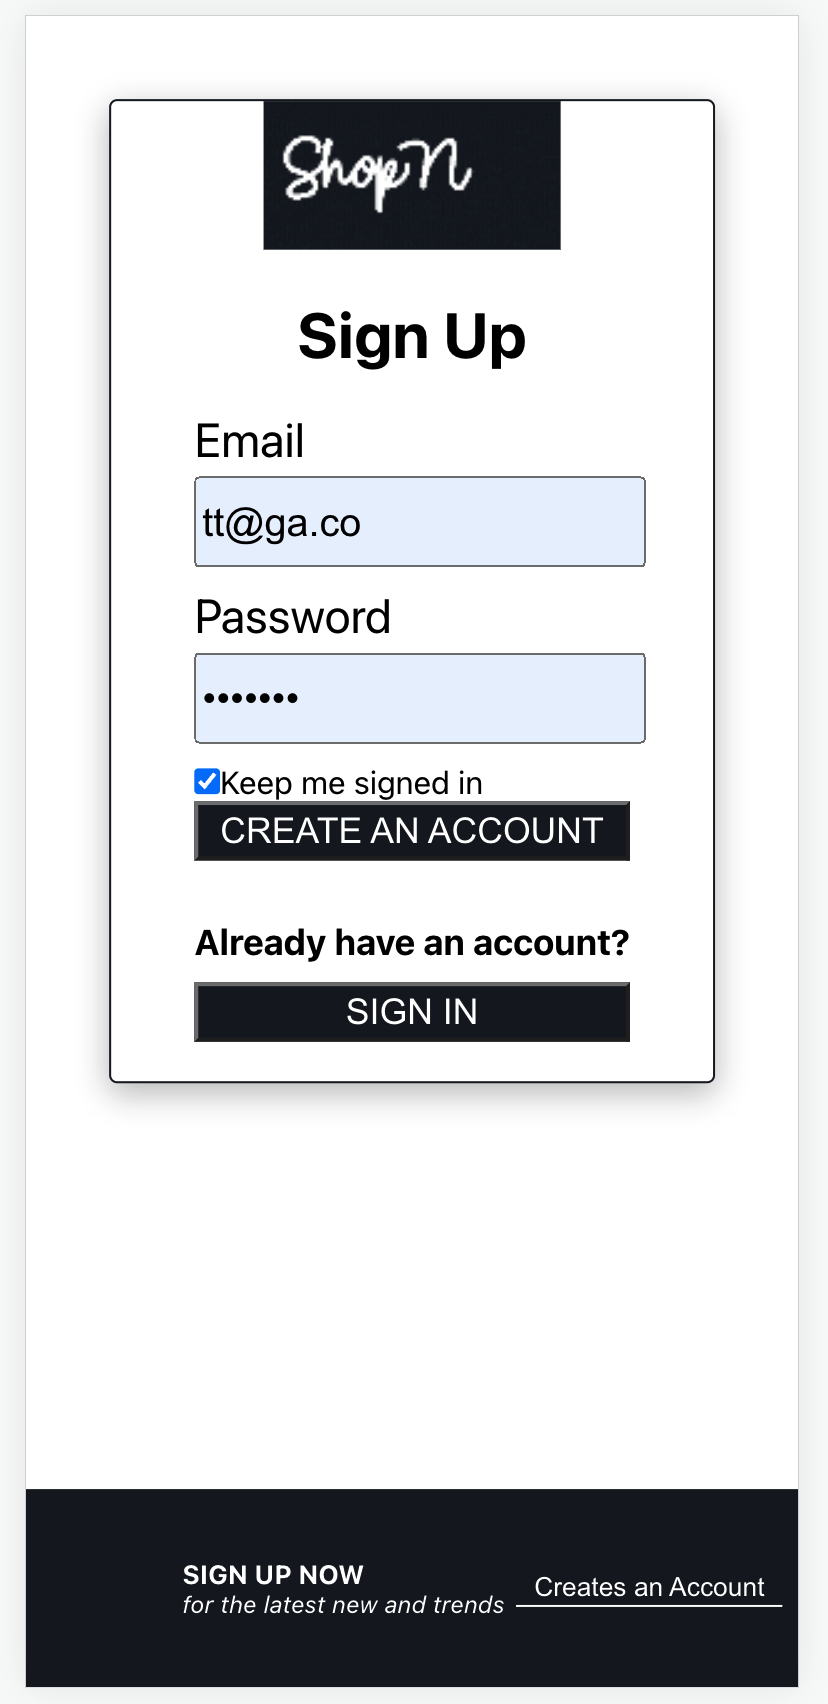 ShopN
Sign Up
Email
tt@ga.co
Password
•••••••
Keep me signed in
CREATE AN ACCOUNT
Already have an account?
SIGN IN
SIGN UP NOW
for the latest new and trends
Creates an Account